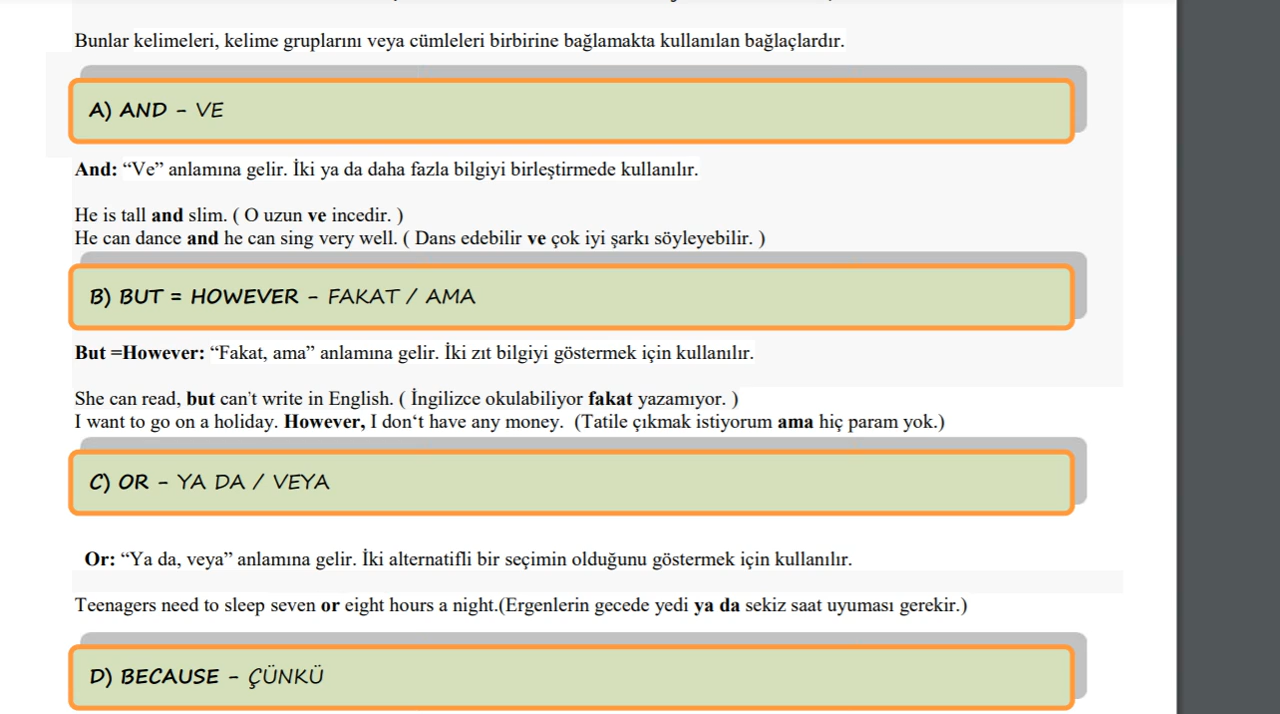 Bunlar kelimeleri, kelime gruplarını veya cümleleri birbirine bağlamakta kullanılan bağlaçlardır.
A) AND – VE
And: “Ve” anlamına gelir. İki ya da daha fazla bilgiyi birleştirmede kullanılır.
He is tall and slim. ( O uzun ve incedir. )
He can dance and he can sing very well. ( Dans edebilir ve çok iyi şarkı söyleyebilir. )
B) BUT = HOWEVER – FAKAT / AMA
But =However: “Fakat, ama” anlamına gelir. İki zıt bilgiyi göstermek için kullanılır.
She can read, but can't write in English. ( İngilizce okulabiliyor fakat yazamıyor. )
I want to go on a holiday. However, I don‘t have any money.  (Tatile çıkmak istiyorum ama hiç param yok.)
C) OR – YA DA / VEYA
Or: “Ya da, veya” anlamına gelir. İki alternatifli bir seçimin olduğunu göstermek için kullanılır.
Teenagers need to sleep seven or eight hours a night.(Ergenlerin gecede yedi ya da sekiz saat uyuması gerekir.)
D) BECAUSE – ÇÜNKÜ